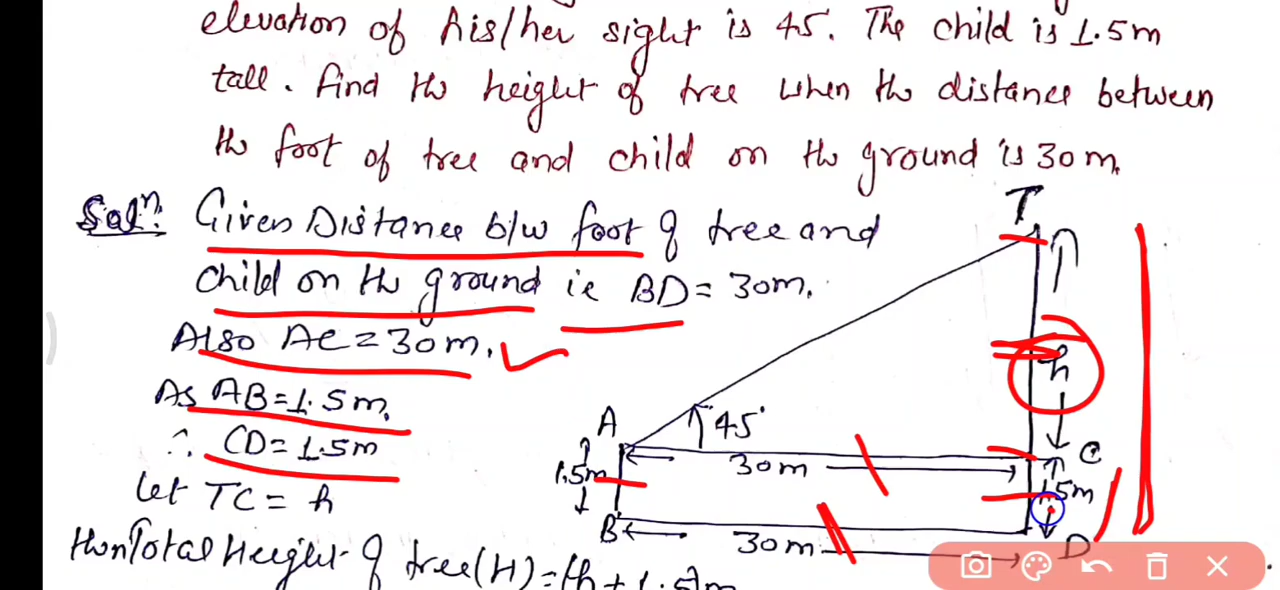 elevation of his/her sight is 45. The child is 1.5m
tall. find the height of tree when the distance between
the foot of tree and child on the ground is 30m.
Soln: Given Distance b/w foot of tree and
child on the ground ie BD = 30m.
Also AC = 30m.
As AB = 1.5m.
∴ CD = 1.5m
Let TC = h
Total Height of tree (H) = (h + 1.5)m
T
h
A
45°
C
30m
1.5m
1.5m
B
30m
D